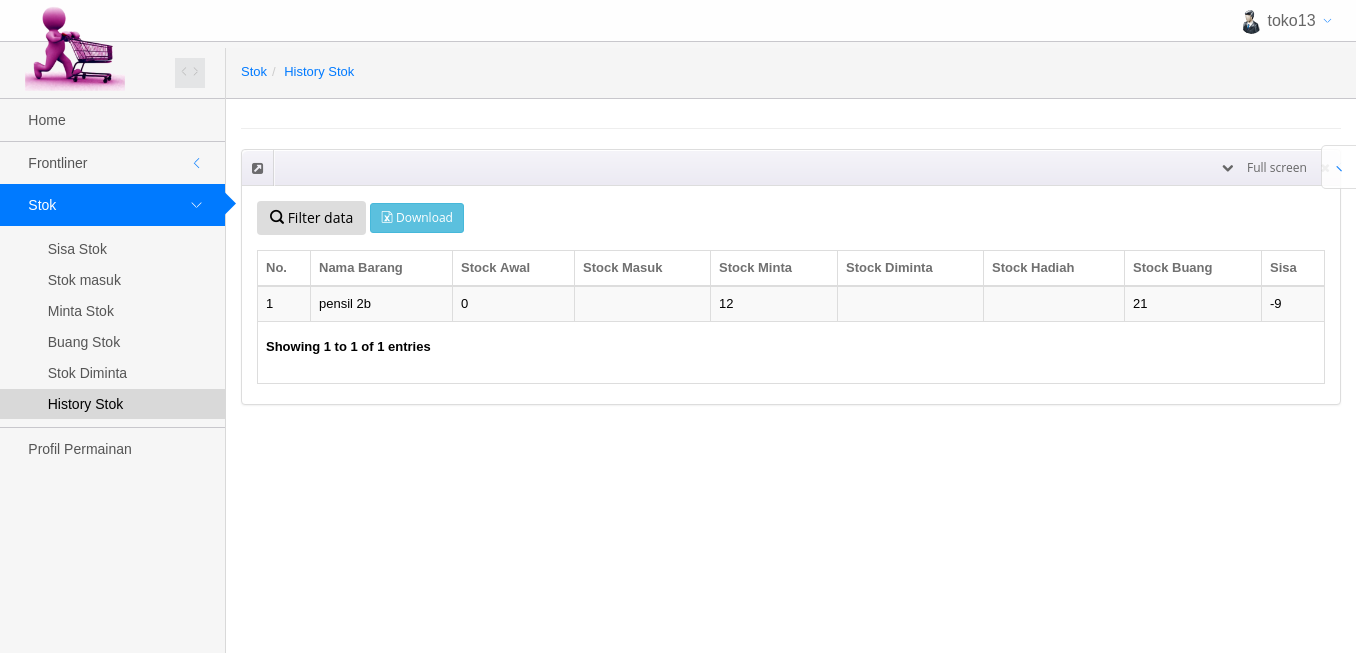 toko13
Stok / History Stok
Home
Frontliner
Stok
Sisa Stok
Stok masuk
Minta Stok
Buang Stok
Stok Diminta
History Stok
Profil Permainan
Full screen
Filter data Download
No. Nama Barang Stock Awal Stock Masuk Stock Minta Stock Diminta Stock Hadiah Stock Buang Sisa
1 pensil 2b 0 12 21 -9
Showing 1 to 1 of 1 entries